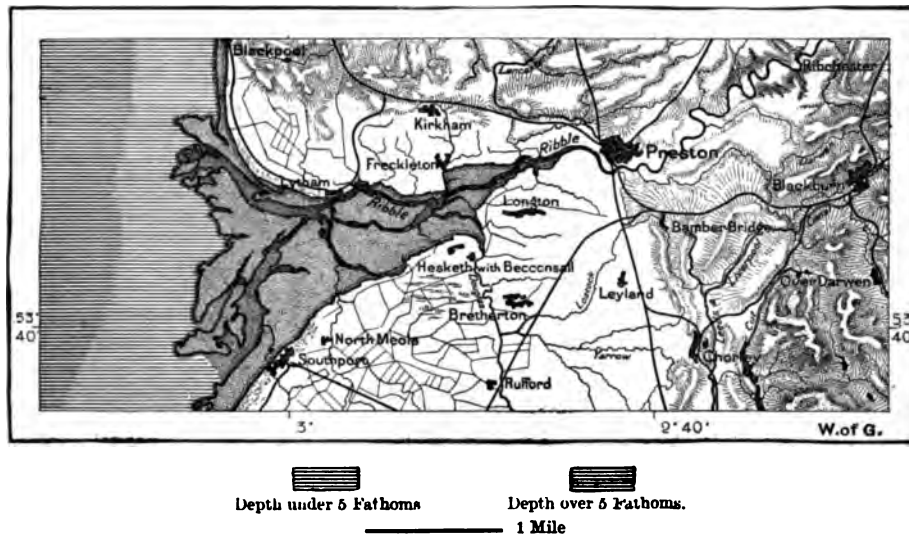 Blackpool
Ribchester
Kirkham
Ribble
Preston
Freckleton
Blackburn
Lytham
Ribble
Longton
Bamber Bridge
Hesketh with Becconsall
Over Darwen
Leyland
Bretherton
53
40
53
40
North Meols
Southport
Yarrow
Chorley
Rufford
3°
2° 40'
W. of G.
Depth under 5 Fathoms
Depth over 5 Fathoms.
1 Mile